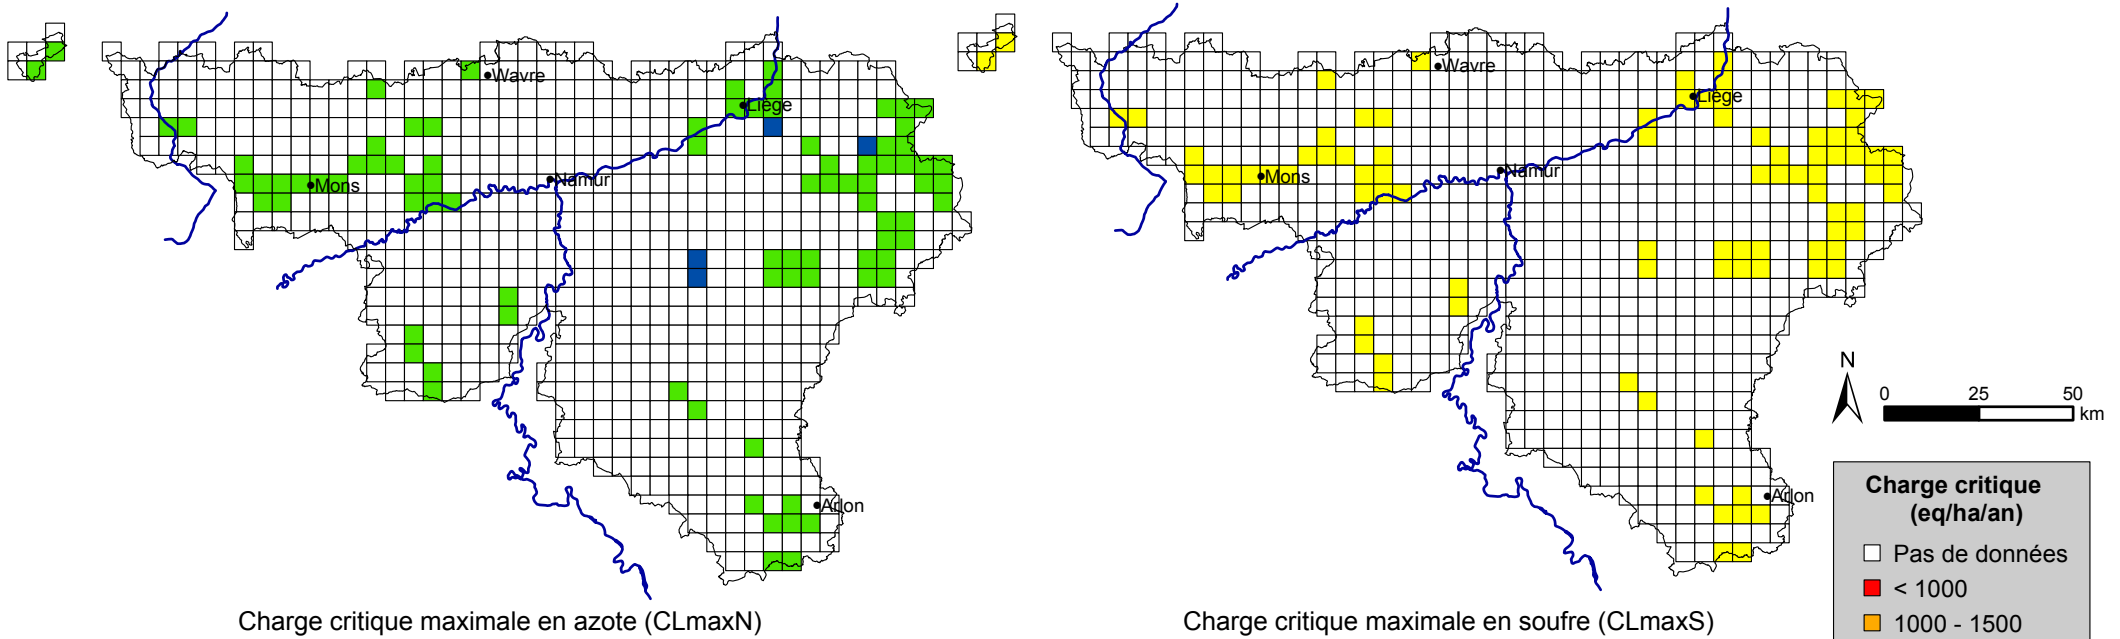 Wavre
Liège
Mons
Namur
Arlon
Charge critique maximale en azote (CLmaxN)
Wavre
Liège
Mons
Namur
Arlon
Charge critique maximale en soufre (CLmaxS)
N
0 25 50
km
Charge critique
(eq/ha/an)
Pas de données
< 1000
1000 - 1500